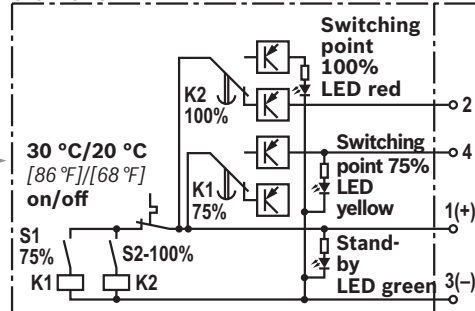 Switching
point
100%
LED red
K2
100%
2
Switching
point 75%
LED
yellow
4
30 °C/20 °C
[86 °F]/[68 °F]
on/off
K1
75%
1(+)
S1
75%
S2-100%
Stand-
by
LED green
K1
K2
3(–)